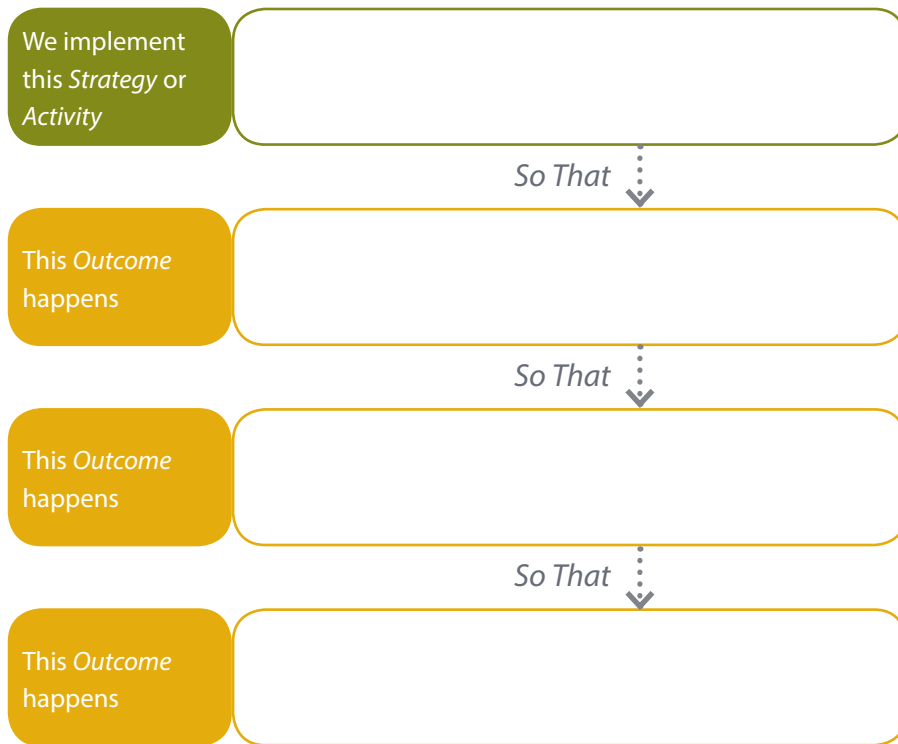 We implement
this Strategy or
Activity
So That
This Outcome
happens
So That
This Outcome
happens
So That
This Outcome
happens